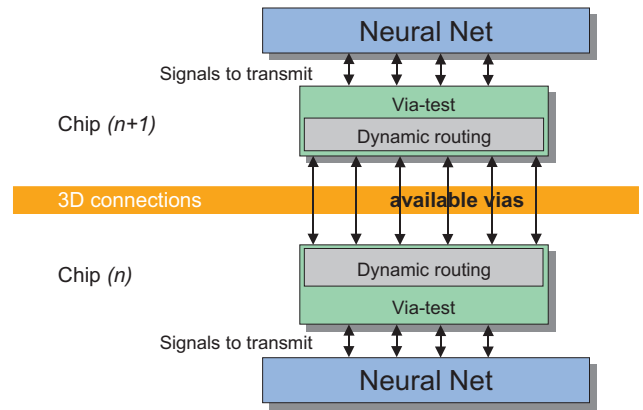 Neural Net
Signals to transmit
Via-test
Chip (n+1)
Dynamic routing
3D connections
available vias
Dynamic routing
Chip (n)
Via-test
Signals to transmit
Neural Net